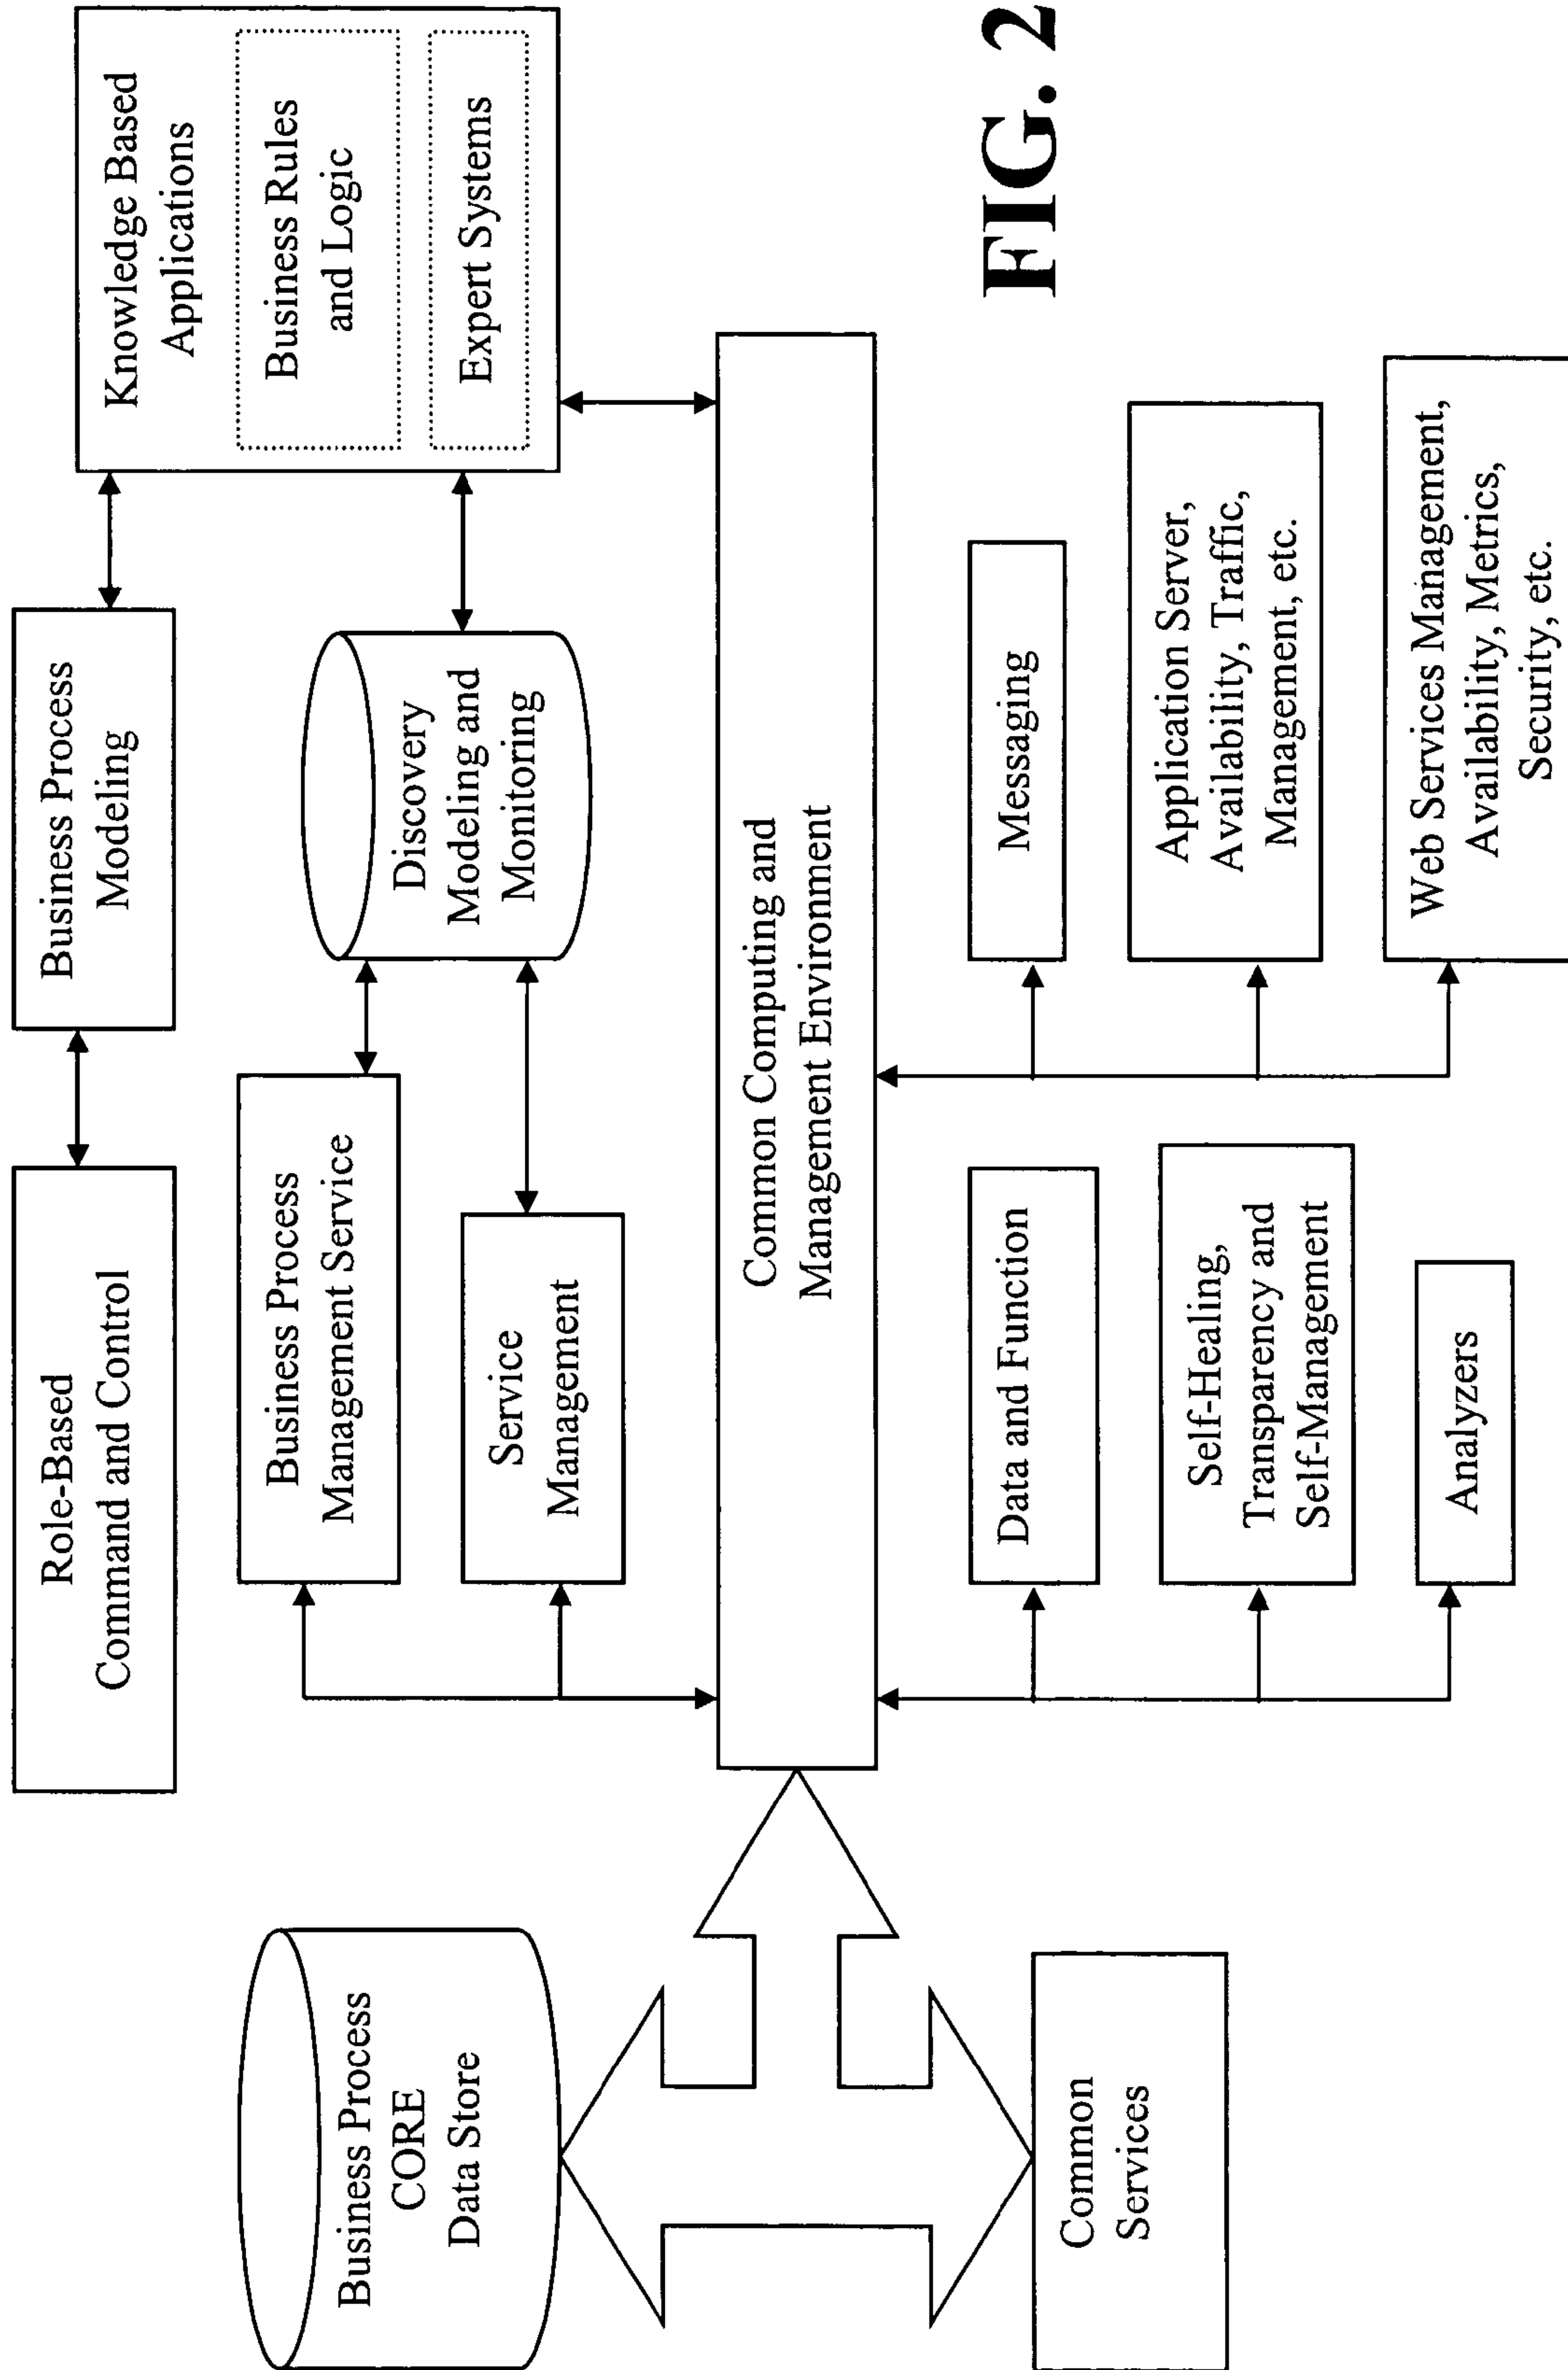 Role-Based
Command and Control
Business Process
Modeling
Knowledge Based
Applications
Business Rules
and Logic
Expert Systems
Business Process
CORE
Data Store
Business Process
Management Service
Service
Management
Discovery
Modeling and
Monitoring
Common Computing and
Management Environment
Common
Services
Data and Function
Self-Healing,
Transparency and
Self-Management
Analyzers
Messaging
Application Server,
Availability, Traffic,
Management, etc.
Web Services Management,
Availability, Metrics,
Security, etc.
FIG. 2